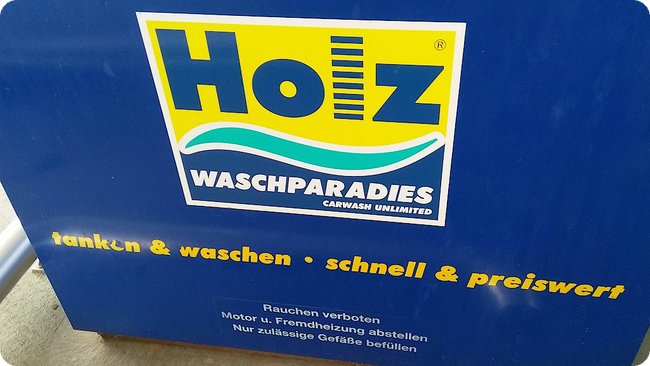 Holz ®
WASCHPARADIES
CARWASH UNLIMITED
tanken & waschen • schnell & preiswert
Rauchen verboten
Motor u. Fremdheizung abstellen
Nur zulässige Gefäße befüllen